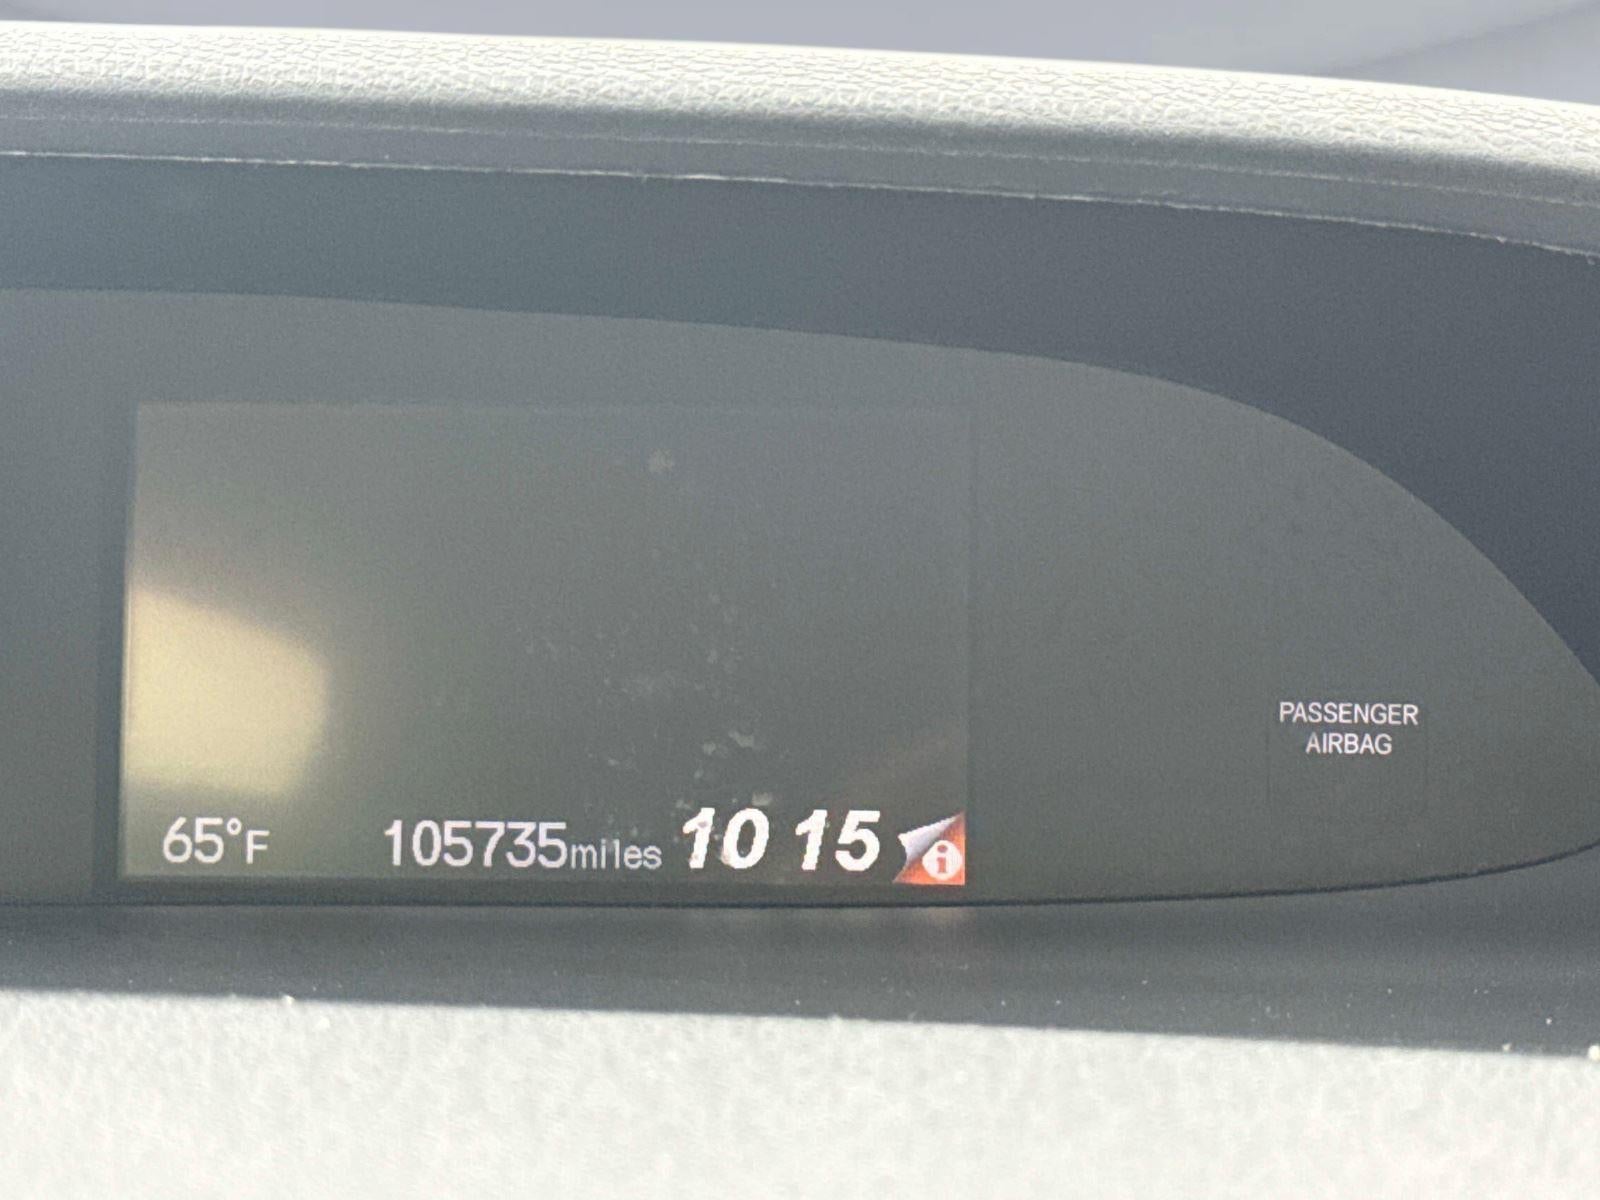 PASSENGER
AIRBAG
65°F 105735miles 10 15 i